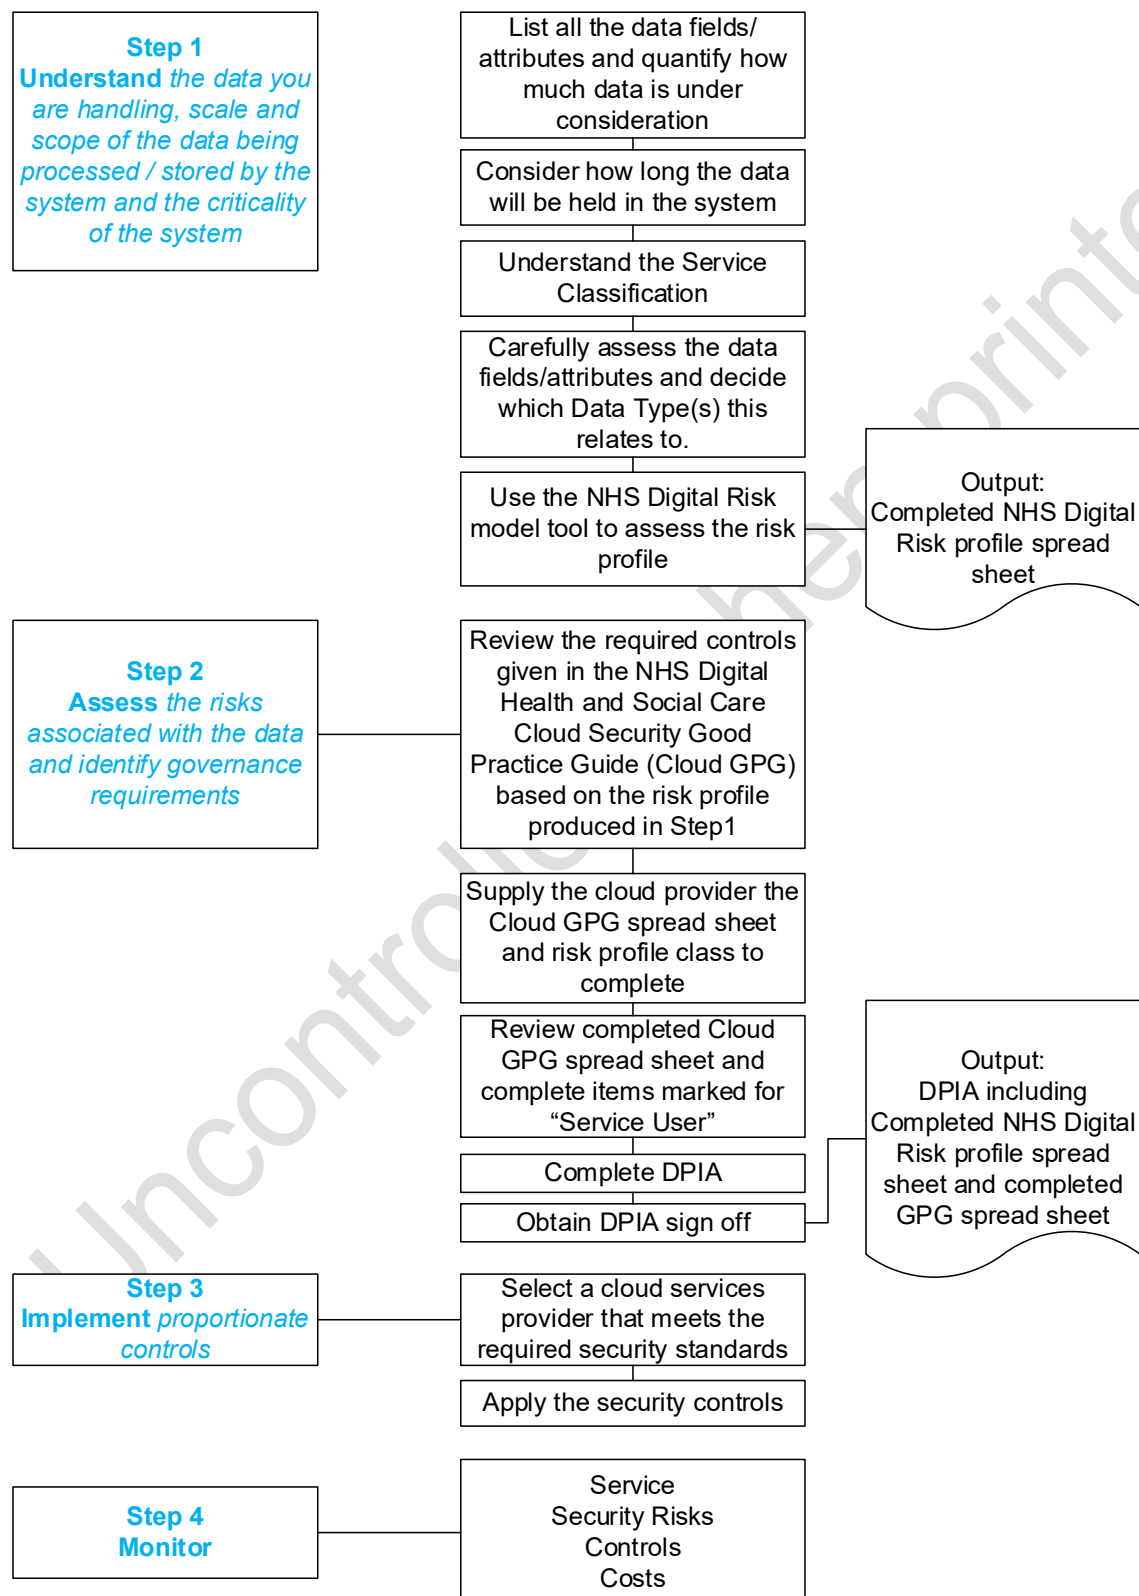 Step 1
Understand the data you
are handling, scale and
scope of the data being
processed / stored by the
system and the criticality
of the system
List all the data fields/
attributes and quantify how
much data is under
consideration
Consider how long the data
will be held in the system
Understand the Service
Classification
Carefully assess the data
fields/attributes and decide
which Data Type(s) this
relates to.
Use the NHS Digital Risk
model tool to assess the risk
profile
Output:
Completed NHS Digital
Risk profile spread
sheet
Step 2
Assess the risks
associated with the data
and identify governance
requirements
Review the required controls
given in the NHS Digital
Health and Social Care
Cloud Security Good
Practice Guide (Cloud GPG)
based on the risk profile
produced in Step1
Supply the cloud provider the
Cloud GPG spread sheet
and risk profile class to
complete
Review completed Cloud
GPG spread sheet and
complete items marked for
“Service User”
Complete DPIA
Obtain DPIA sign off
Output:
DPIA including
Completed NHS Digital
Risk profile spread
sheet and completed
GPG spread sheet
Step 3
Implement proportionate
controls
Select a cloud services
provider that meets the
required security standards
Apply the security controls
Step 4
Monitor
Service
Security Risks
Controls
Costs